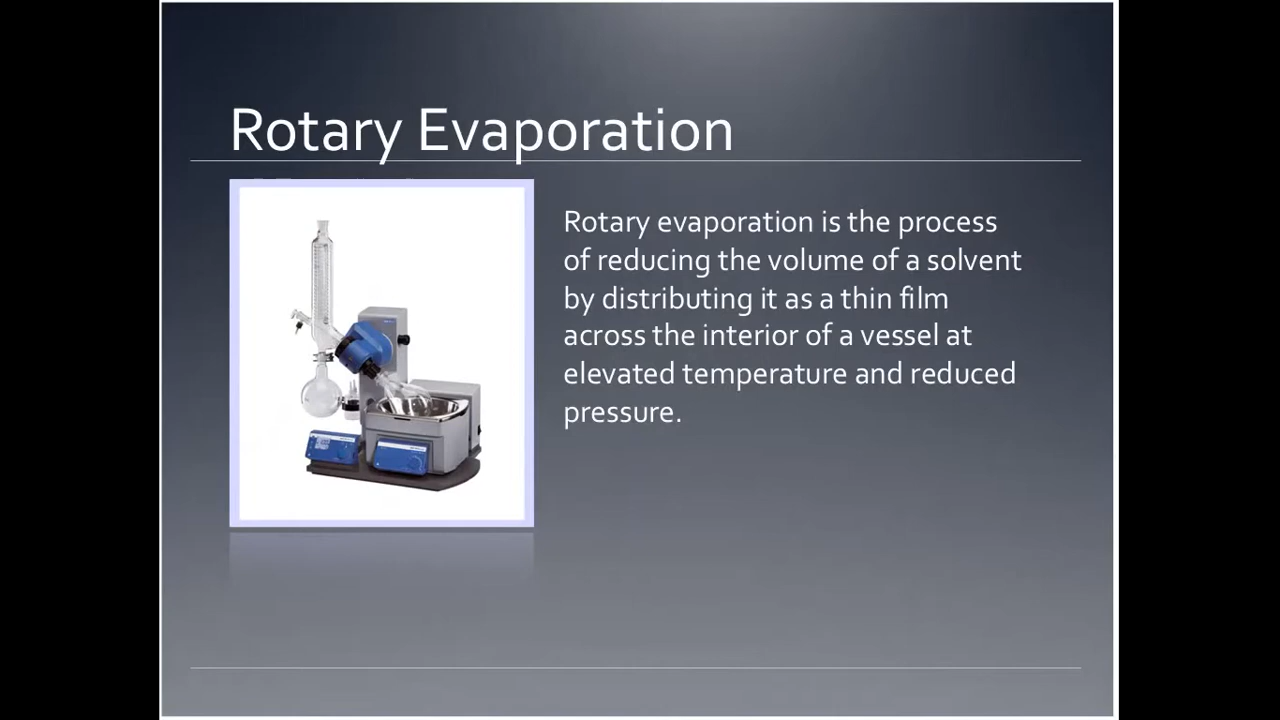 Rotary Evaporation
Rotary evaporation is the process
of reducing the volume of a solvent
by distributing it as a thin film
across the interior of a vessel at
elevated temperature and reduced
pressure.